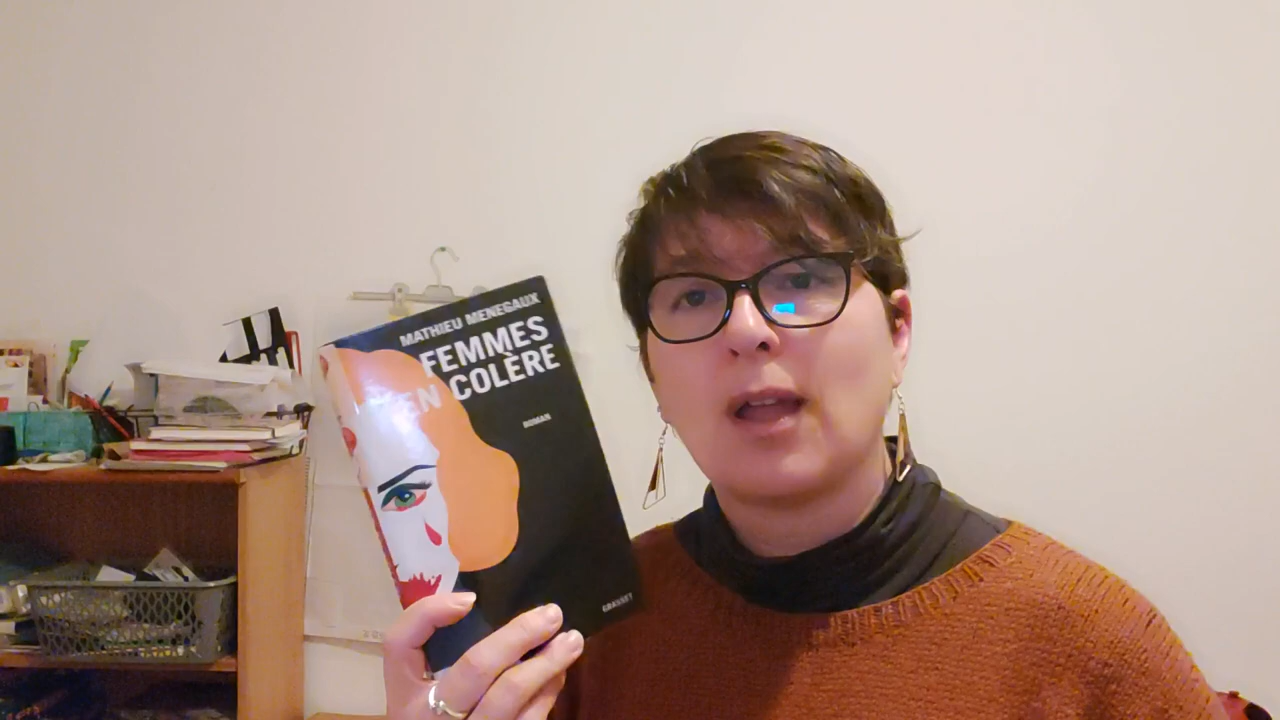 MATHIEU MENEGAUX
FEMMES
EN COLÈRE
ROMAN
GRASSET